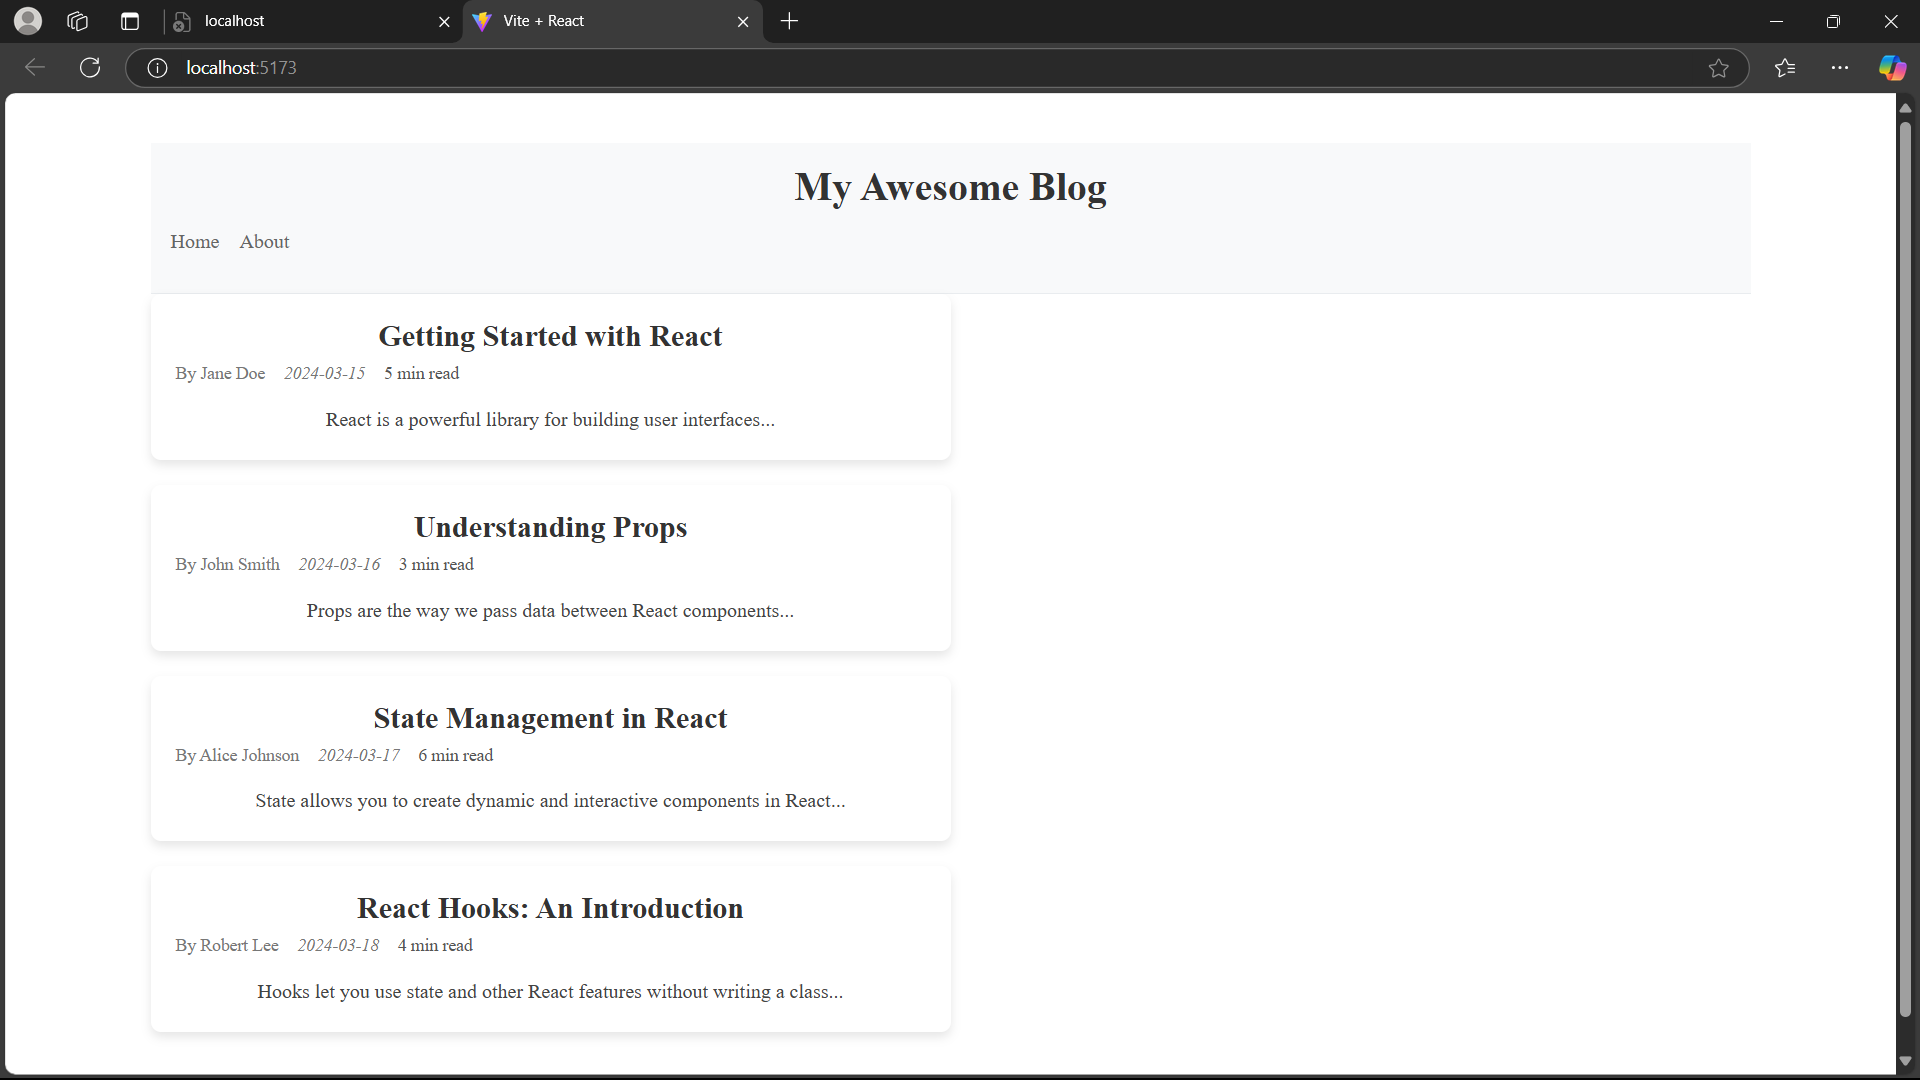 localhost
Vite + React
localhost:5173
My Awesome Blog
Home About
Getting Started with React
By Jane Doe 2024-03-15 5 min read
React is a powerful library for building user interfaces...
Understanding Props
By John Smith 2024-03-16 3 min read
Props are the way we pass data between React components...
State Management in React
By Alice Johnson 2024-03-17 6 min read
State allows you to create dynamic and interactive components in React...
React Hooks: An Introduction
By Robert Lee 2024-03-18 4 min read
Hooks let you use state and other React features without writing a class...